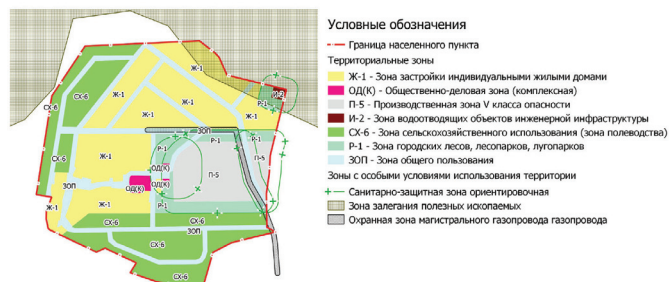 Условные обозначения
Граница населенного пункта
Территориальные зоны
Ж-1 - Зона застройки индивидуальными жилыми домами
ОД(К) - Общественно-деловая зона (комплексная)
П-5 - Производственная зона V класса опасности
И-2 - Зона водоотводящих объектов инженерной инфраструктуры
СХ-6 - Зона сельскохозяйственного использования (зона полеводства)
Р-1 - Зона городских лесов, лесопарков, лугопарков
ЗОП - Зона общего пользования
Зоны с особыми условиями использования территории
Санитарно-защитная зона ориентировочная
Зона залегания полезных ископаемых
Охранная зона магистрального газопровода газопровода
Ж-1
СХ-6
Ж-1
СХ-6
Ж-1
И-2
Р-1
Ж-1
Ж-1
СХ-6
ЗОП
Р-1
Р-1
Ж-1
П-5
ОД(К)
ЗОП
П-5
ОД(К)
ОД(К)
Ж-1
Ж-1
Р-1
СХ-6
СХ-6
ЗОП
СХ-6
СХ-6
СХ-6